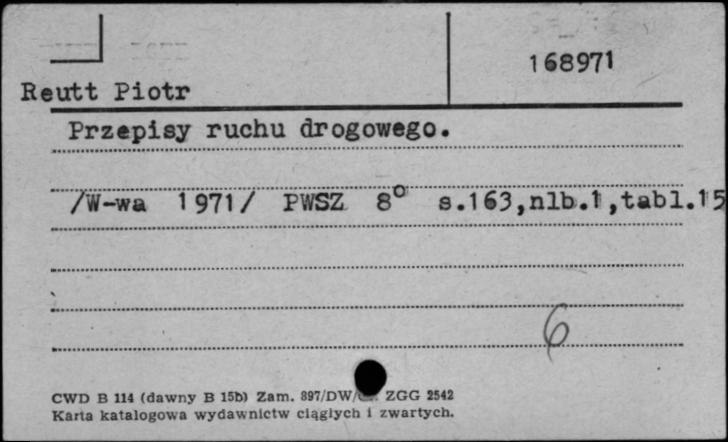 168971
Reutt Piotr
Przepisy ruchu drogowego.
/W-wa 1971/ PWSZ 8° s.163,nlb.1,tabl.15
6
CWD B 114 (dawny B 15b) Zam. 897/DW/ ZGG 2542
Karta katalogowa wydawnictw ciągłych i zwartych.